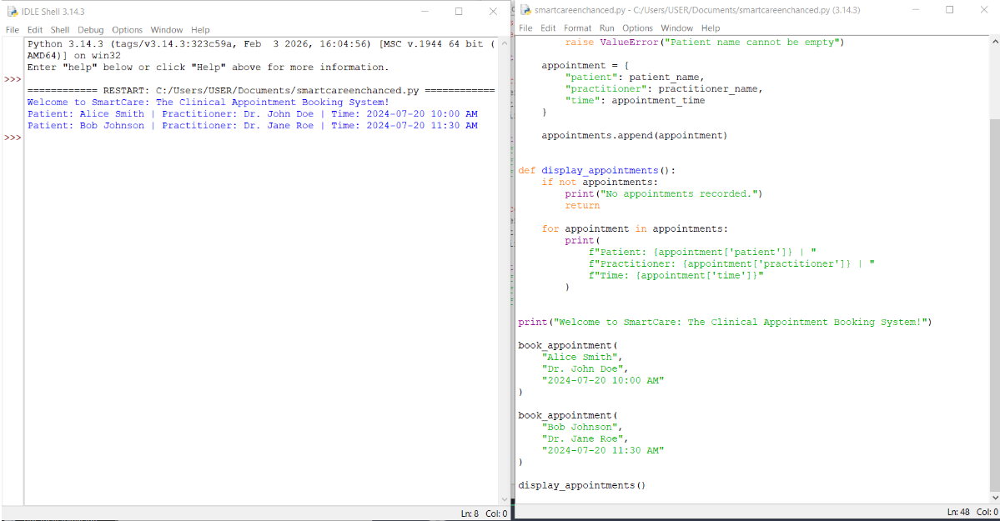 IDLE Shell 3.14.3
File Edit Shell Debug Options Window Help
Python 3.14.3 (tags/v3.14.3:323c59a, Feb  3 2026, 16:04:56) [MSC v.1944 64 bit (
AMD64)] on win32
Enter "help" below or click "Help" above for more information.
>>>
============ RESTART: C:/Users/USER/Documents/smartcareenchanced.py ============
Welcome to SmartCare: The Clinical Appointment Booking System!
Patient: Alice Smith | Practitioner: Dr. John Doe | Time: 2024-07-20 10:00 AM
Patient: Bob Johnson | Practitioner: Dr. Jane Roe | Time: 2024-07-20 11:30 AM
>>>
Ln: 8 Col: 0
smartcareenchanced.py - C:/Users/USER/Documents/smartcareenchanced.py (3.14.3)
File Edit Format Run Options Window Help
        raise ValueError("Patient name cannot be empty")
    appointment = {
        "patient": patient_name,
        "practitioner": practitioner_name,
        "time": appointment_time
    }
    appointments.append(appointment)
def display_appointments():
    if not appointments:
        print("No appointments recorded.")
        return
    for appointment in appointments:
        print(
            f"Patient: {appointment['patient']} | "
            f"Practitioner: {appointment['practitioner']} | "
            f"Time: {appointment['time']}"
        )
print("Welcome to SmartCare: The Clinical Appointment Booking System!")
book_appointment(
    "Alice Smith",
    "Dr. John Doe",
    "2024-07-20 10:00 AM"
)
book_appointment(
    "Bob Johnson",
    "Dr. Jane Roe",
    "2024-07-20 11:30 AM"
)
display_appointments()
Ln: 48 Col: 0